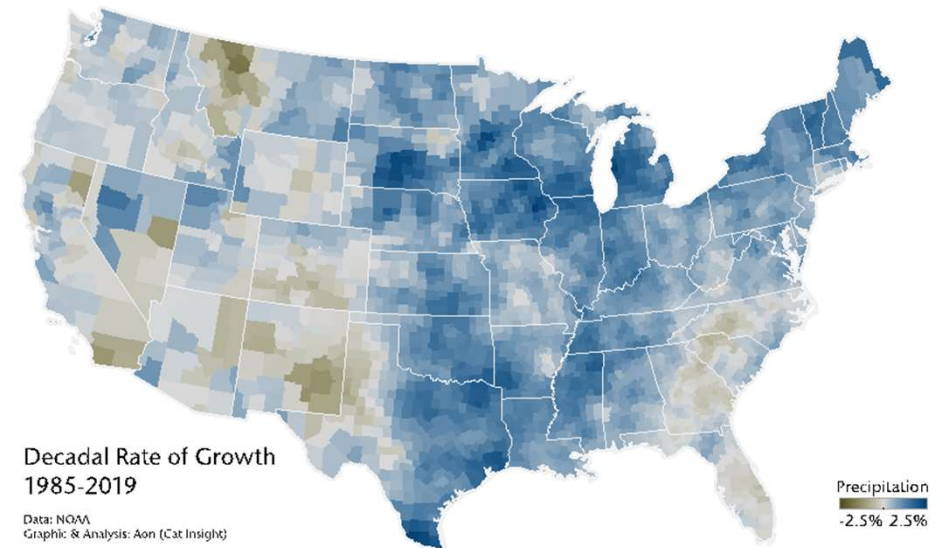 Decadal Rate of Growth
1985-2019
Data: NOAA
Graphic & Analysis: Aon (Cat Insight)
Precipitation
-2.5% 2.5%